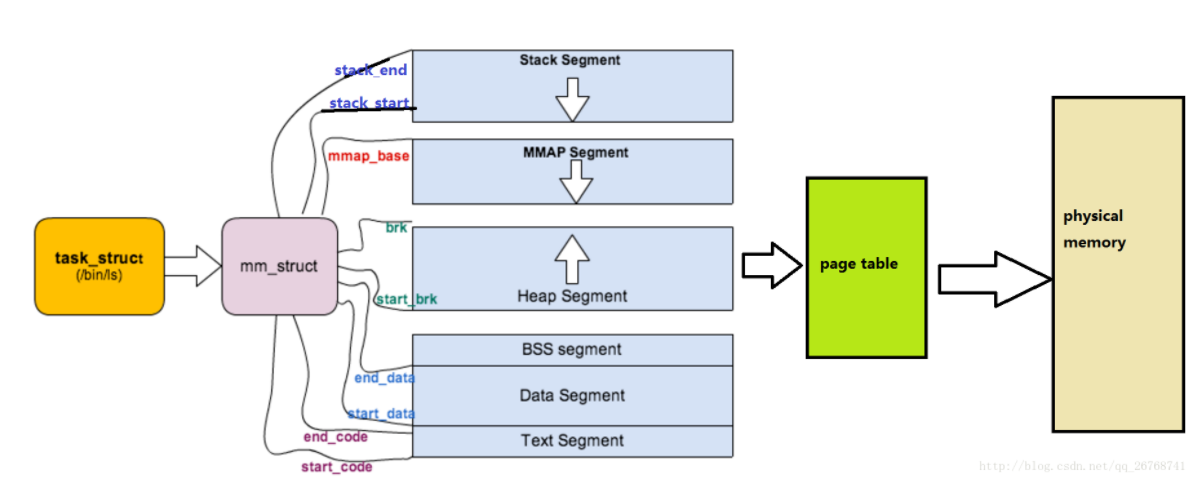 Stack Segment
stack_end
stack_start
MMAP Segment
mmap_base
brk
task_struct
(/bin/ls)
mm_struct
start_brk
Heap Segment
BSS segment
end_data
Data Segment
start_data
end_code
Text Segment
start_code
page table
physical
memory
http://blog.csdn.net/qq_26768741